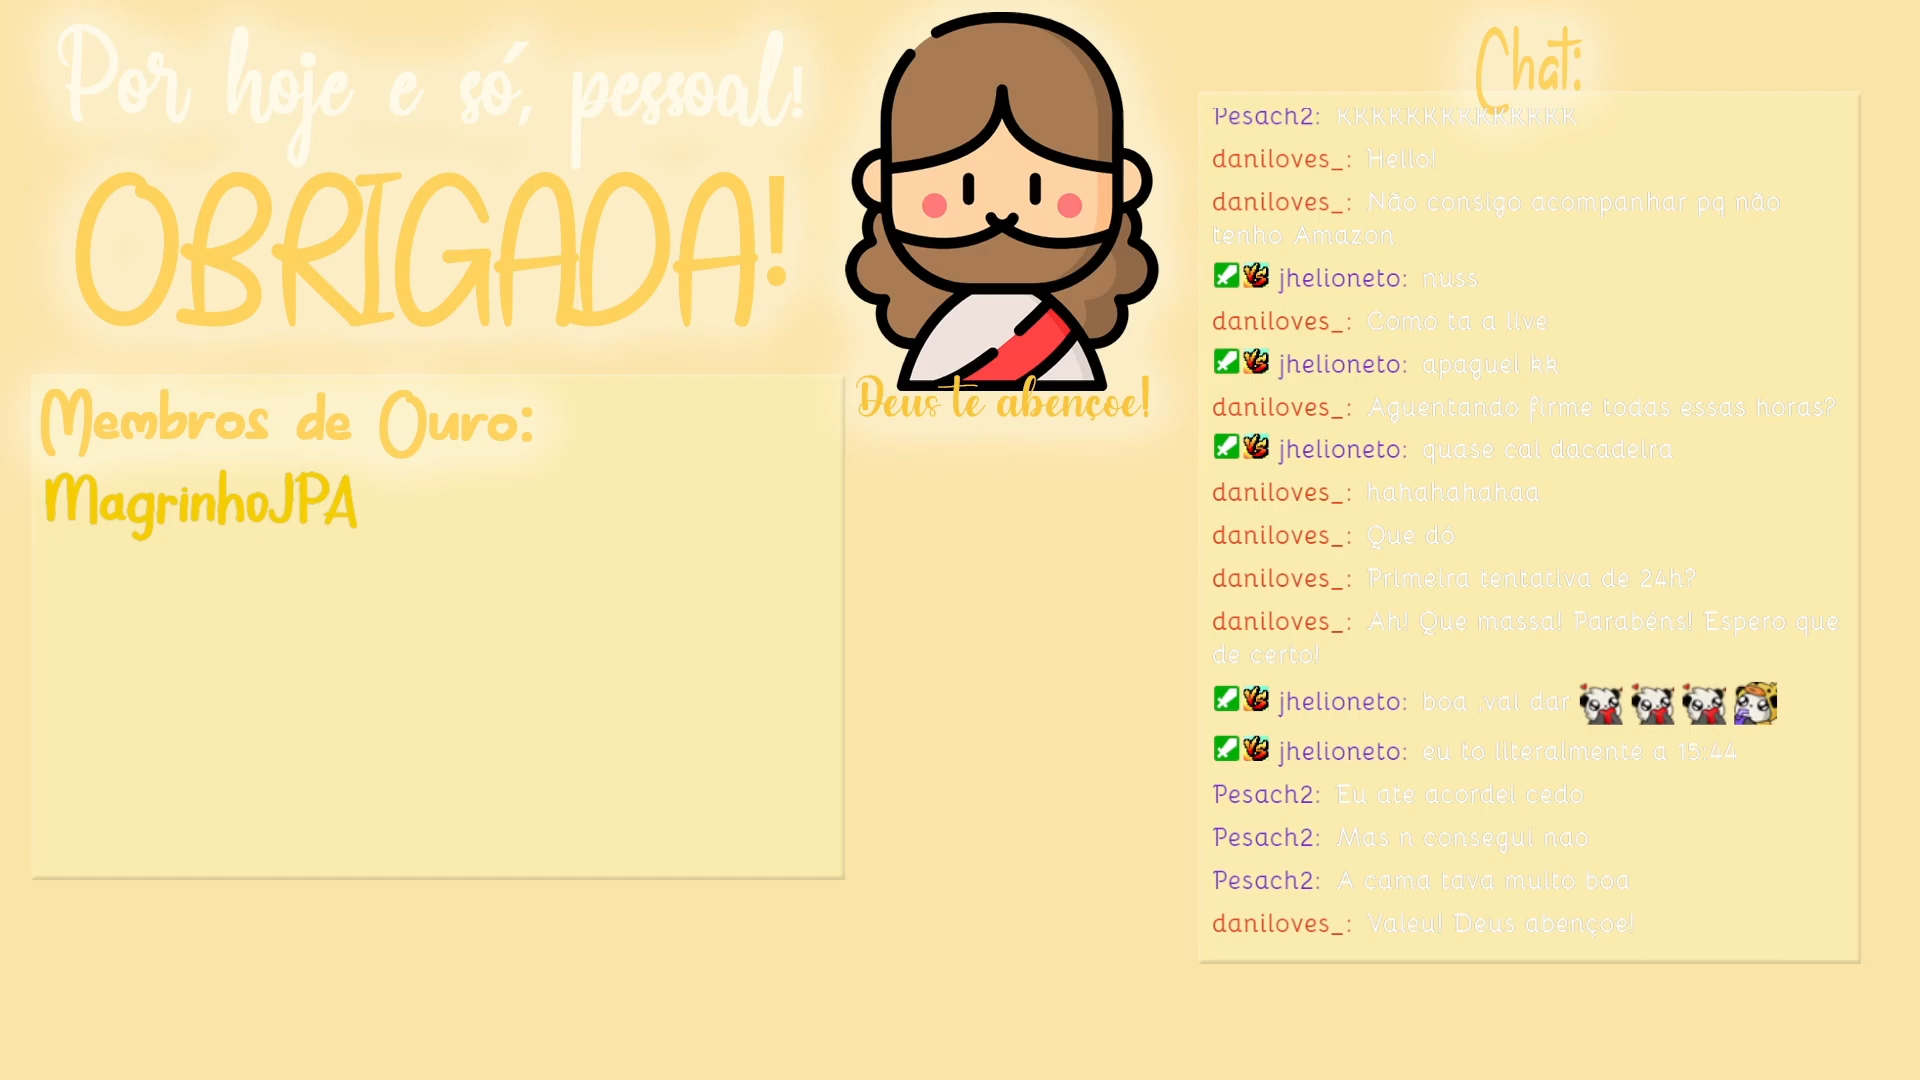 Por hoje e só, pessoal!
OBRIGADA!
Membros de Ouro:
MagrinhoJPA
Deus te abençoe!
Chat:
Pesach2: KKKKKKKKKKKKKK
daniloves_: Hello!
daniloves_: Não consigo acompanhar pq não
tenho Amazon
jhelioneto: nuss
daniloves_: Como ta a live
jhelioneto: apaguei kk
daniloves_: Aguentando firme todas essas horas?
jhelioneto: quase cai dacadeira
daniloves_: hahahahahaa
daniloves_: Que dó
daniloves_: Primeira tentativa de 24h?
daniloves_: Ah! Que massa! Parabéns! Espero que
de certo!
jhelioneto: boa ,vai dar
jhelioneto: eu to literalmente a 15:44
Pesach2: Eu ate acordei cedo
Pesach2: Mas n consegui nao
Pesach2: A cama tava muito boa
daniloves_: Valeu! Deus abençoe!